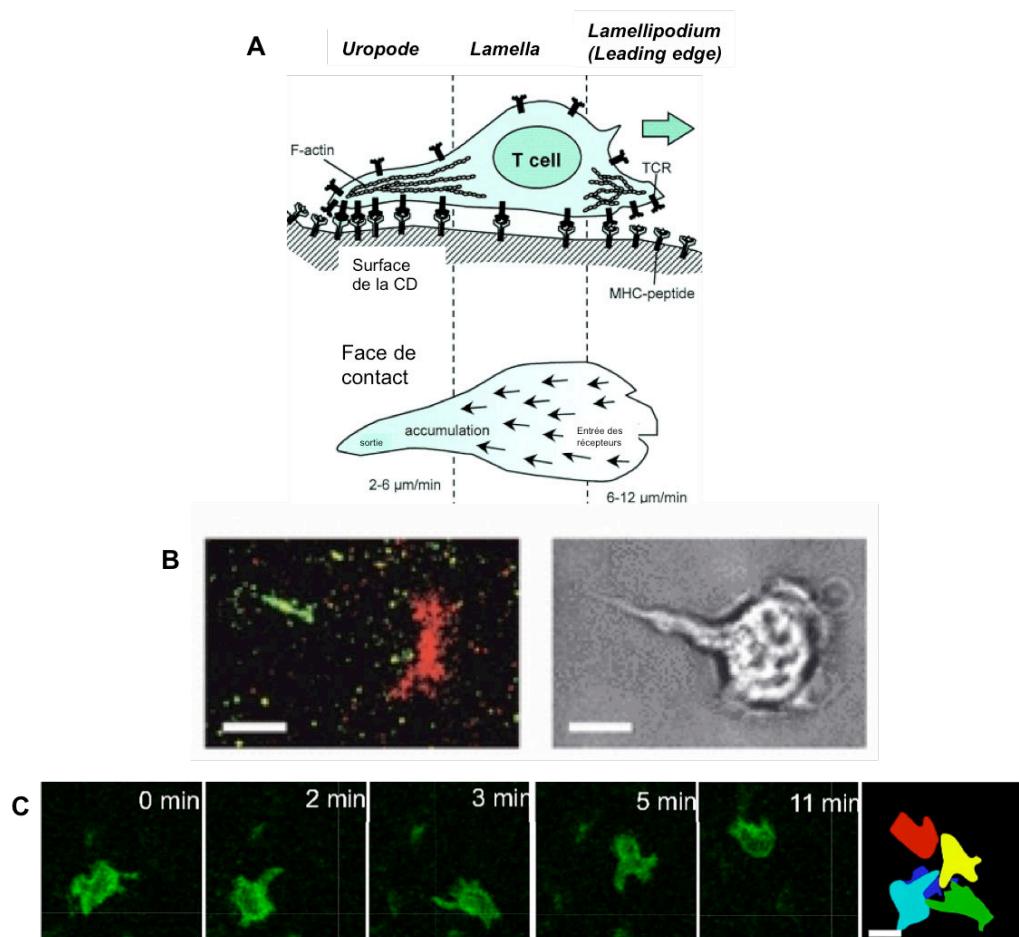 A
Uropode
Lamella
Lamellipodium
(Leading edge)
F-actin
T cell
TCR
Surface
de la CD
MHC-peptide
Face de
contact
sortie
accumulation
Entrée des
récepteurs
2-6 µm/min
6-12 µm/min
B
C
0 min
2 min
3 min
5 min
11 min